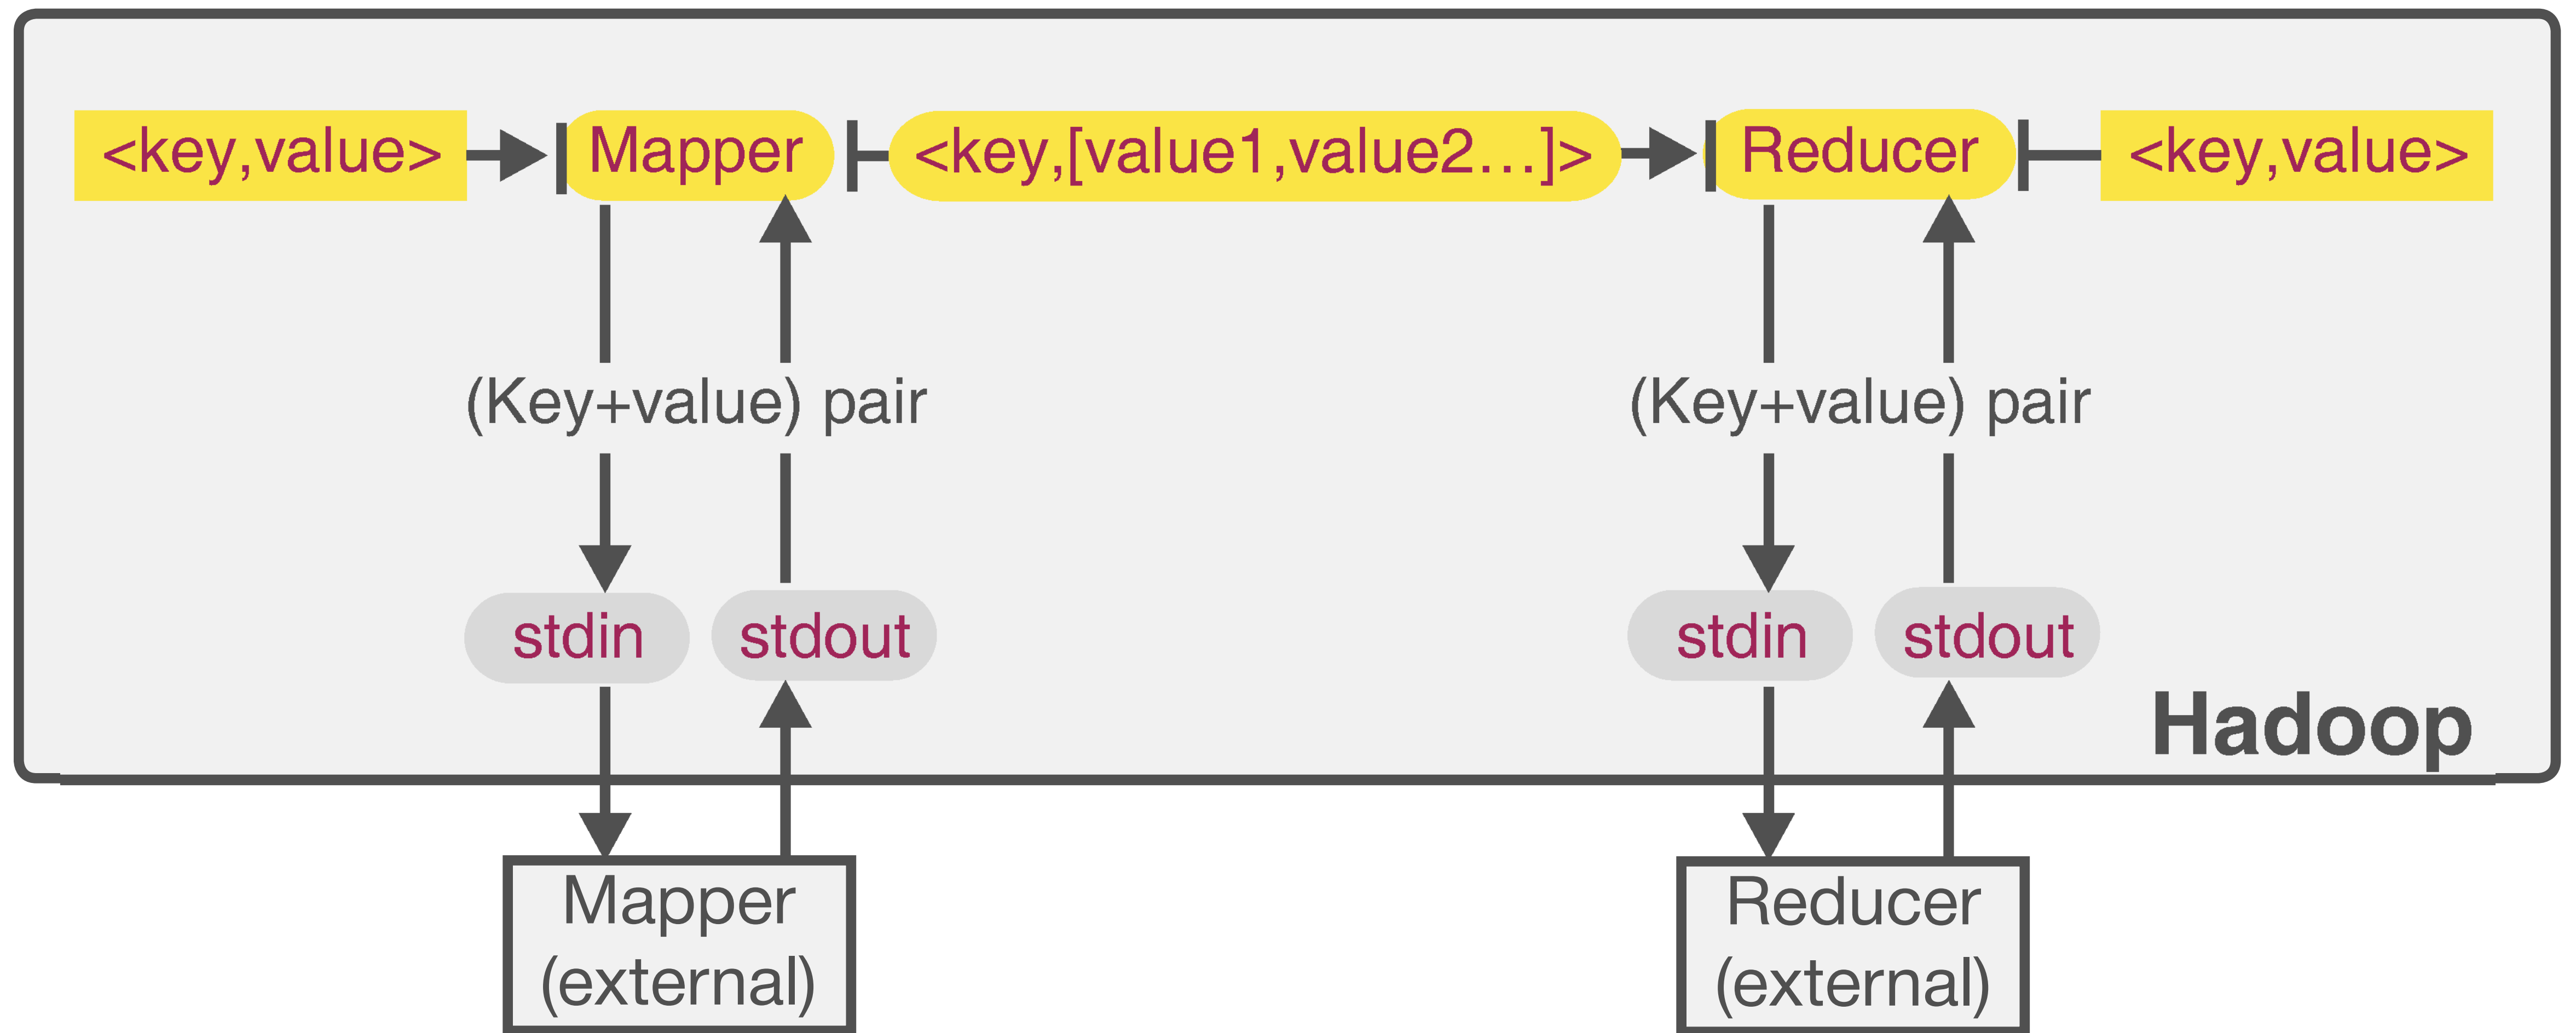 <key,value>
Mapper
<key,[value1,value2...]>
Reducer
<key,value>
(Key+value) pair
(Key+value) pair
stdin
stdout
stdin
stdout
Hadoop
Mapper
(external)
Reducer
(external)